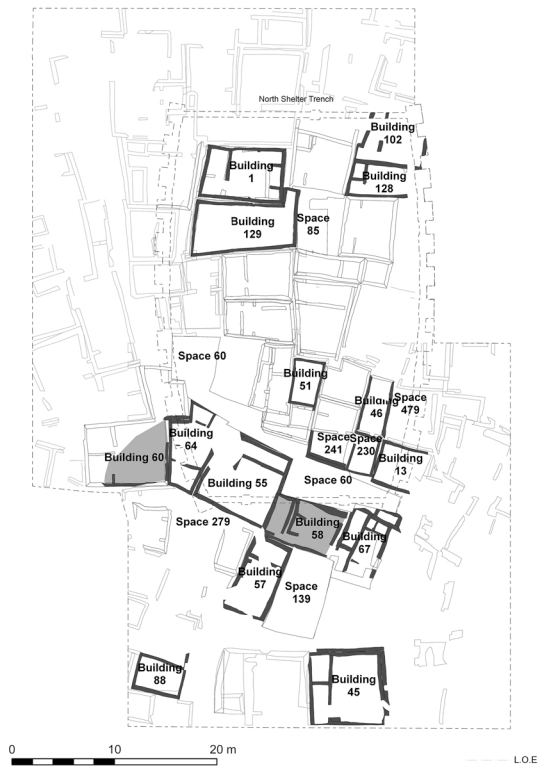 North Shelter Trench
Building
102
Building
1
Building
128
Building
129
Space
85
Space 60
Building
51
Building
46
Space
479
Building
64
Space
241
Space
230
Building
13
Building 60
Building 55
Space 60
Space 279
Building
58
Building
67
Building
57
Space
139
Building
88
Building
45
0 10 20 m
L.O.E